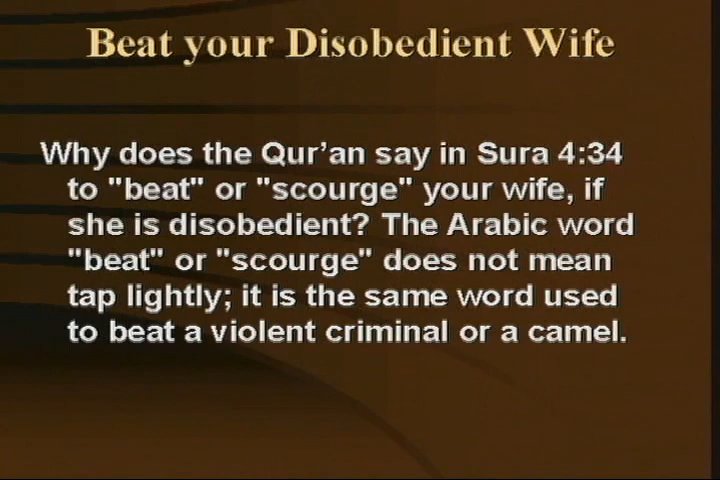 Beat your Disobedient Wife
Why does the Qur’an say in Sura 4:34
to "beat" or "scourge" your wife, if
she is disobedient? The Arabic word
"beat" or "scourge" does not mean
tap lightly; it is the same word used
to beat a violent criminal or a camel.